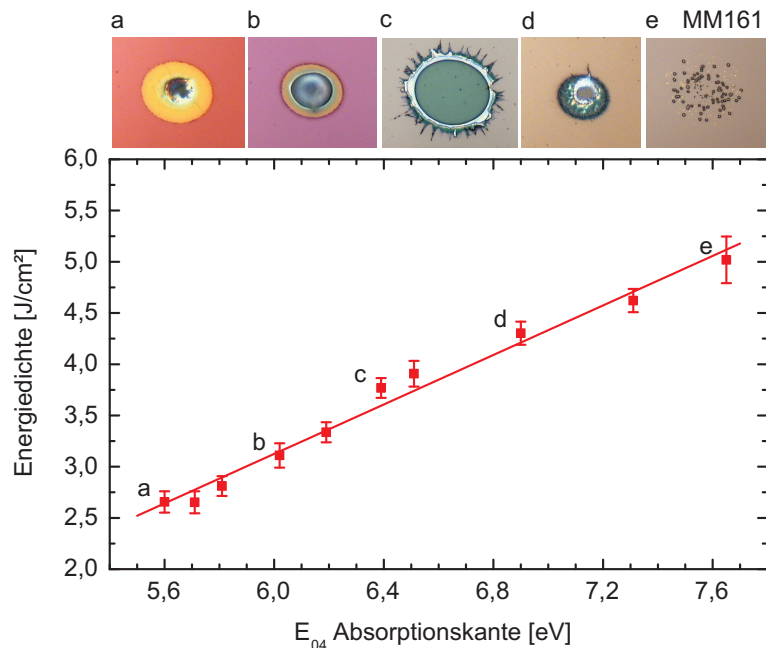 a b c d e MM161
6,0
5,5
5,0
4,5
4,0
3,5
3,0
2,5
2,0
Energiedichte [J/cm²]
a
b
c
d
e
5,6 6,0 6,4 6,8 7,2 7,6
E04 Absorptionskante [eV]